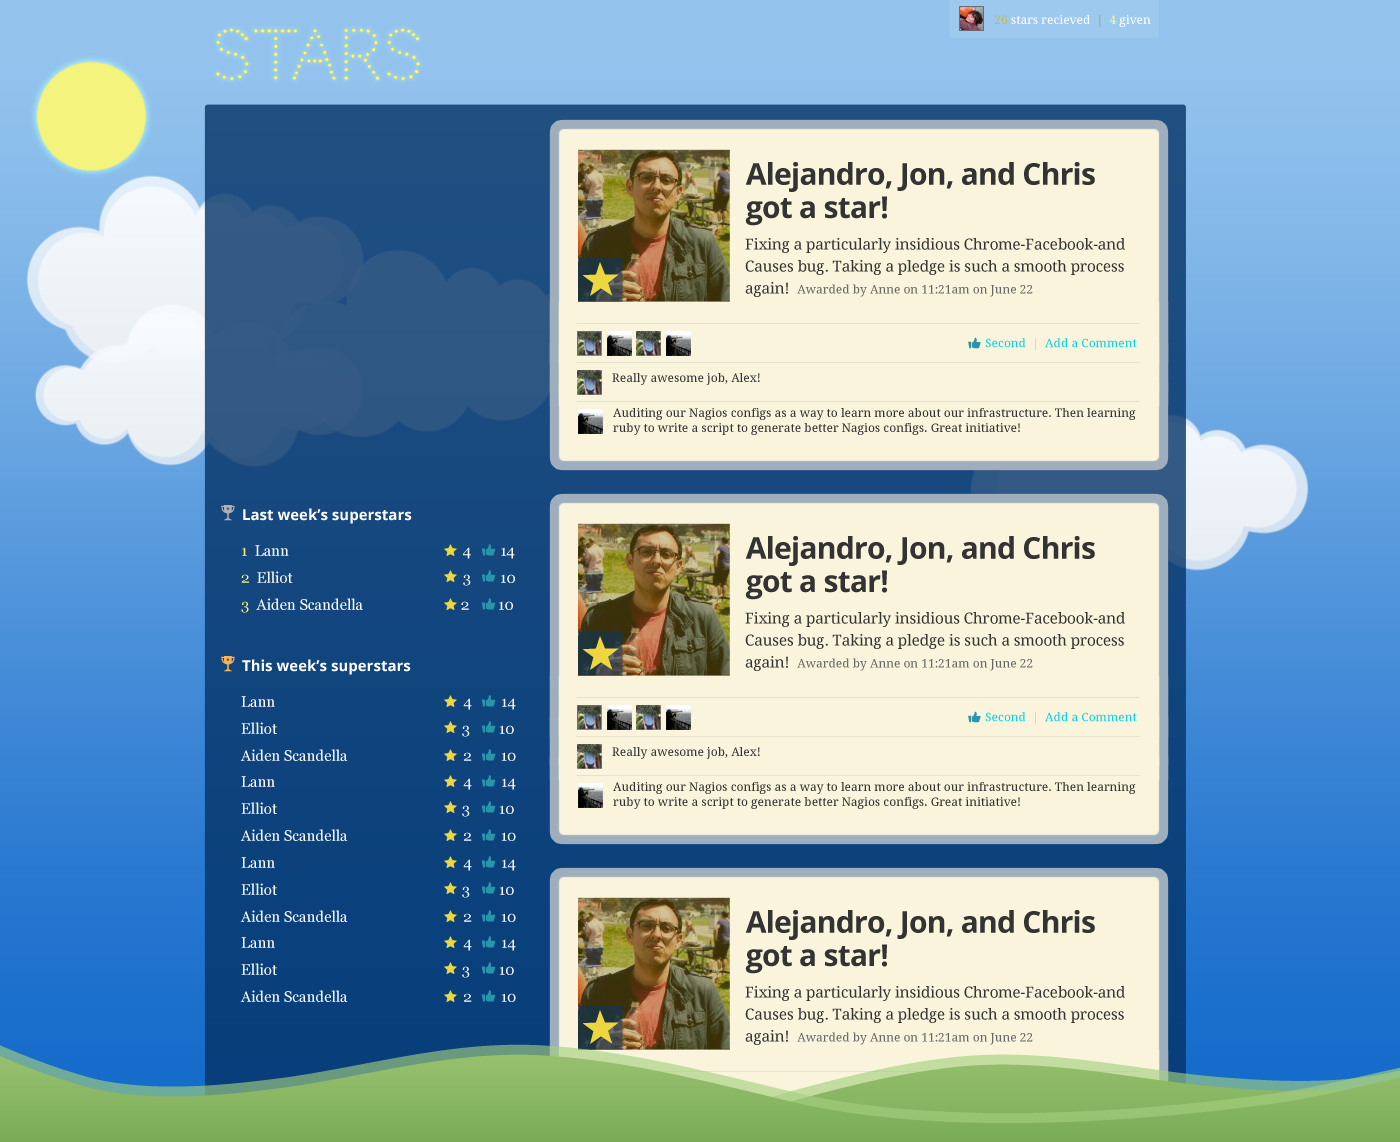 STARS
26 stars recieved | 4 given
Alejandro, Jon, and Chris
got a star!
Fixing a particularly insidious Chrome-Facebook-and
Causes bug. Taking a pledge is such a smooth process
again! Awarded by Anne on 11:21am on June 22
Second | Add a Comment
Really awesome job, Alex!
Auditing our Nagios configs as a way to learn more about our infrastructure. Then learning
ruby to write a script to generate better Nagios configs. Great initiative!
Last week's superstars
1 Lann 4 14
2 Elliot 3 10
3 Aiden Scandella 2 10
This week's superstars
Lann 4 14
Elliot 3 10
Aiden Scandella 2 10
Lann 4 14
Elliot 3 10
Aiden Scandella 2 10
Lann 4 14
Elliot 3 10
Aiden Scandella 2 10
Lann 4 14
Elliot 3 10
Aiden Scandella 2 10
Alejandro, Jon, and Chris
got a star!
Fixing a particularly insidious Chrome-Facebook-and
Causes bug. Taking a pledge is such a smooth process
again! Awarded by Anne on 11:21am on June 22
Second | Add a Comment
Really awesome job, Alex!
Auditing our Nagios configs as a way to learn more about our infrastructure. Then learning
ruby to write a script to generate better Nagios configs. Great initiative!
Alejandro, Jon, and Chris
got a star!
Fixing a particularly insidious Chrome-Facebook-and
Causes bug. Taking a pledge is such a smooth process
again! Awarded by Anne on 11:21am on June 22